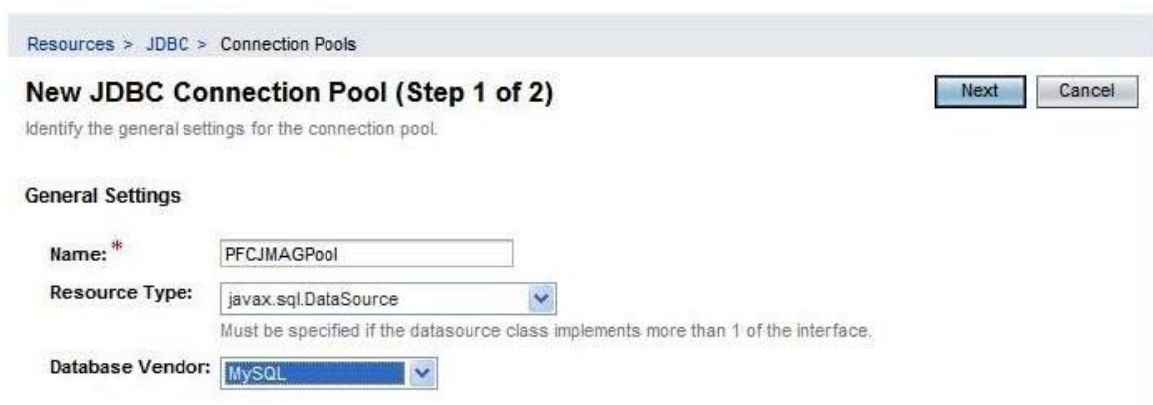 Resources > JDBC > Connection Pools
New JDBC Connection Pool (Step 1 of 2)
Next
Cancel
Identify the general settings for the connection pool.
General Settings
Name: *
PFCJMAGPool
Resource Type:
javax.sql.DataSource
Must be specified if the datasource class implements more than 1 of the interface.
Database Vendor:
MySQL